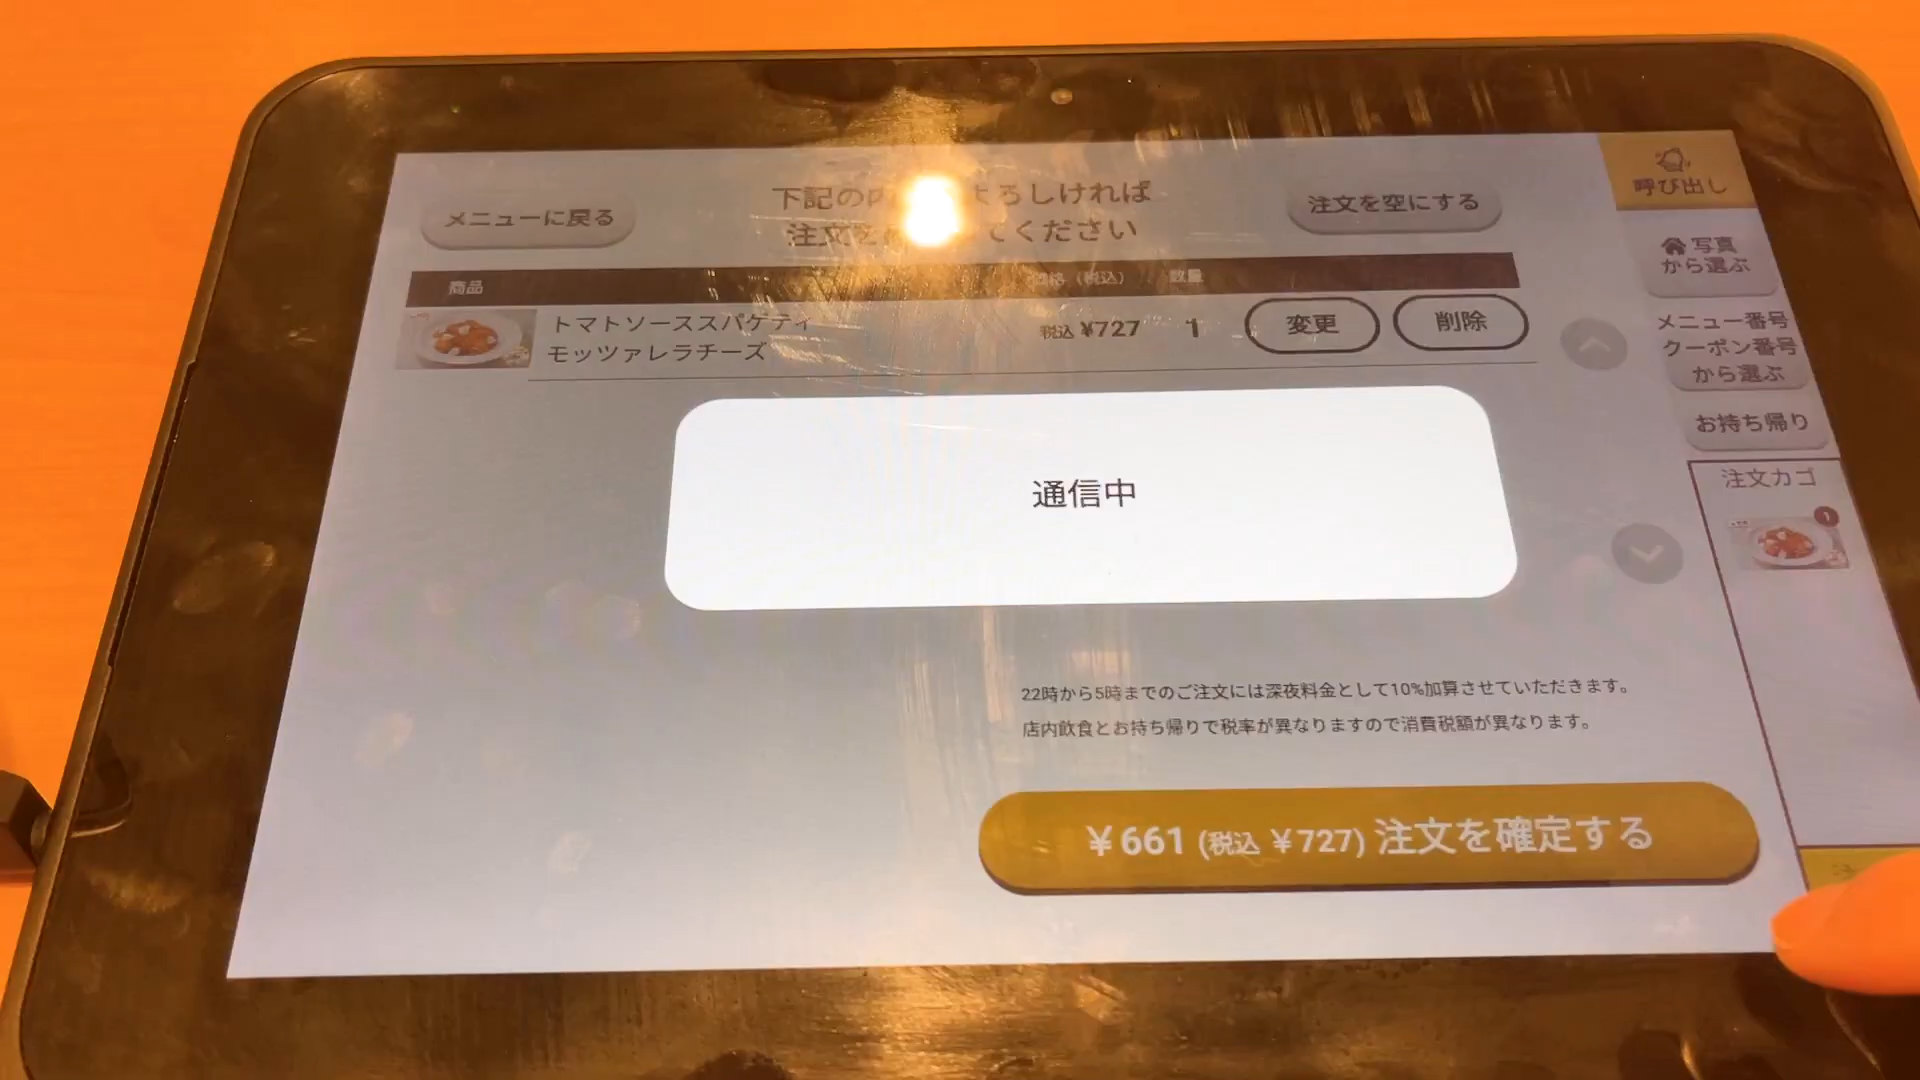 メニューに戻る
下記の よろしければ
注文を てください
注文を空にする
呼び出し
商品
価格 (税込)
数量
トマトソーススパゲティ
モッツァレラチーズ
税込 ¥727
1
変更
削除
写真
から選ぶ
メニュー番号
クーポン番号
から選ぶ
お持ち帰り
注文カゴ
1
通信中
22時から5時までのご注文には深夜料金として10%加算させていただきます。
店内飲食とお持ち帰りで税率が異なりますので消費税額が異なります。
¥661 (税込 ¥727) 注文を確定する